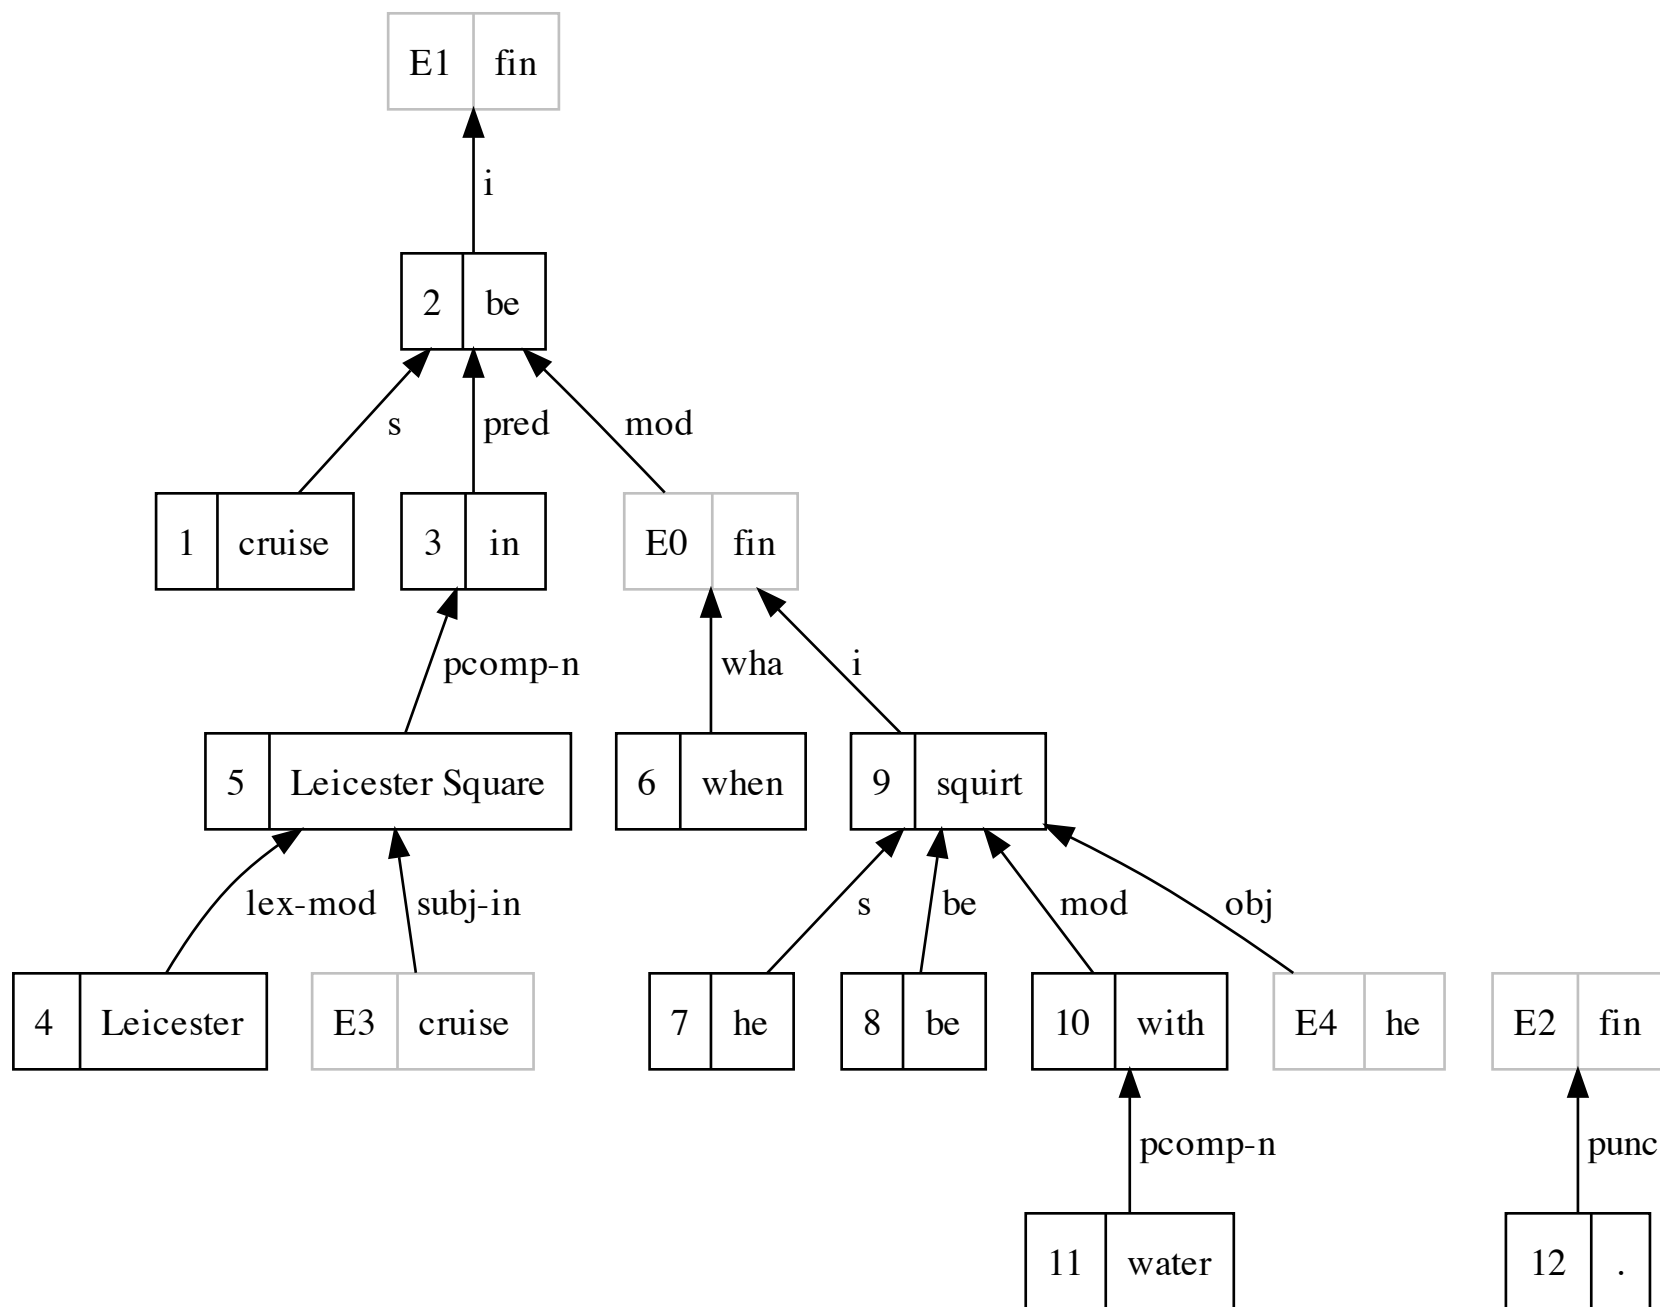 E1 fin
i
2 be
s pred mod
1 cruise 3 in E0 fin
pcomp-n wha i
5 Leicester Square 6 when 9 squirt
lex-mod subj-in s be mod obj
4 Leicester E3 cruise 7 he 8 be 10 with E4 he E2 fin
pcomp-n punc
11 water 12 .